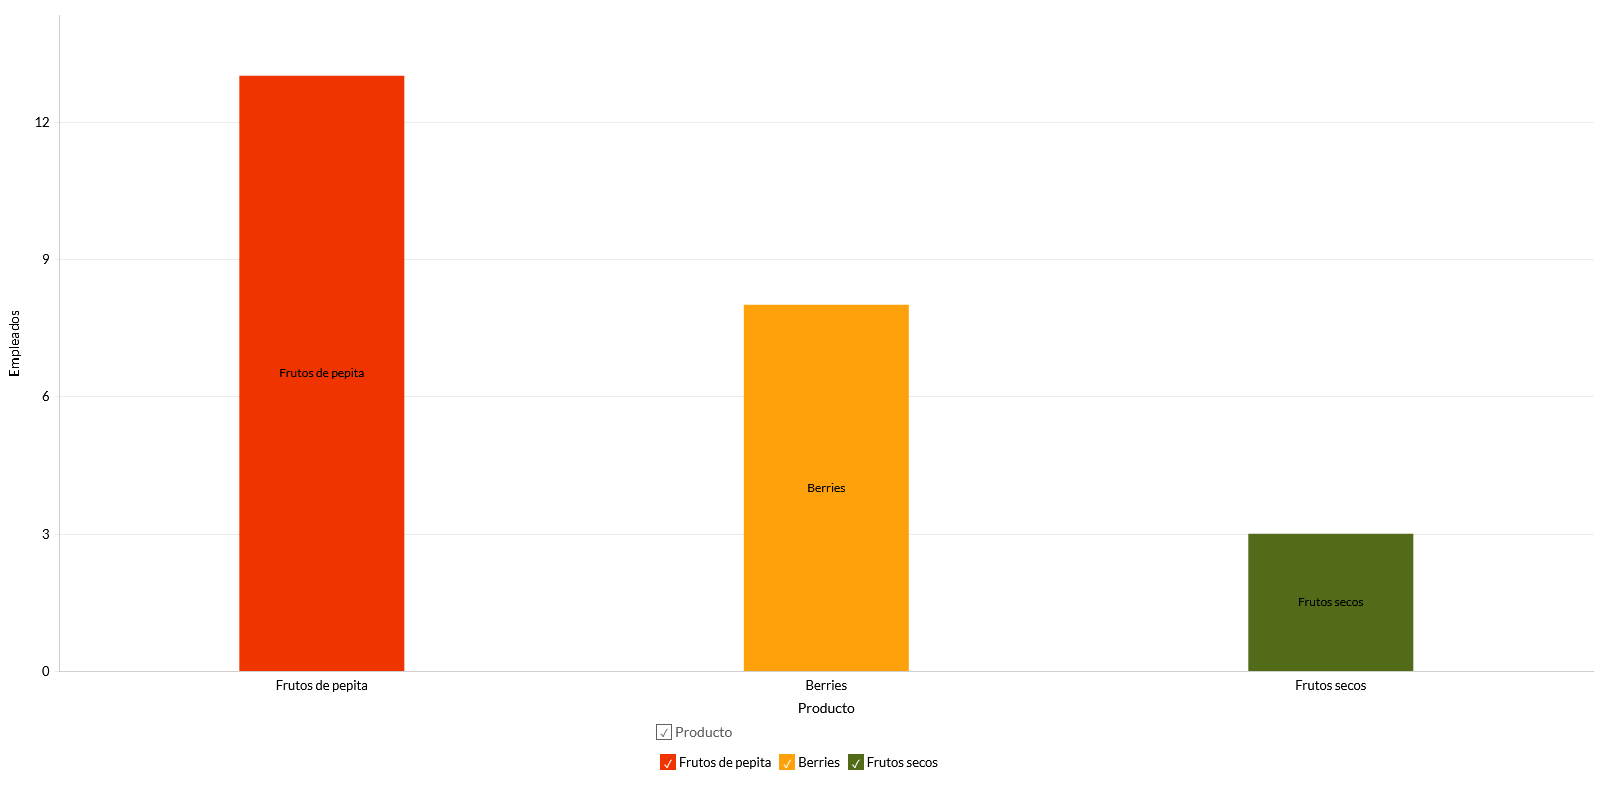 12
9
6
3
0
Empleados
Frutos de pepita
Berries
Frutos secos
Frutos de pepita
Berries
Frutos secos
Producto
Producto
Frutos de pepita
Berries
Frutos secos